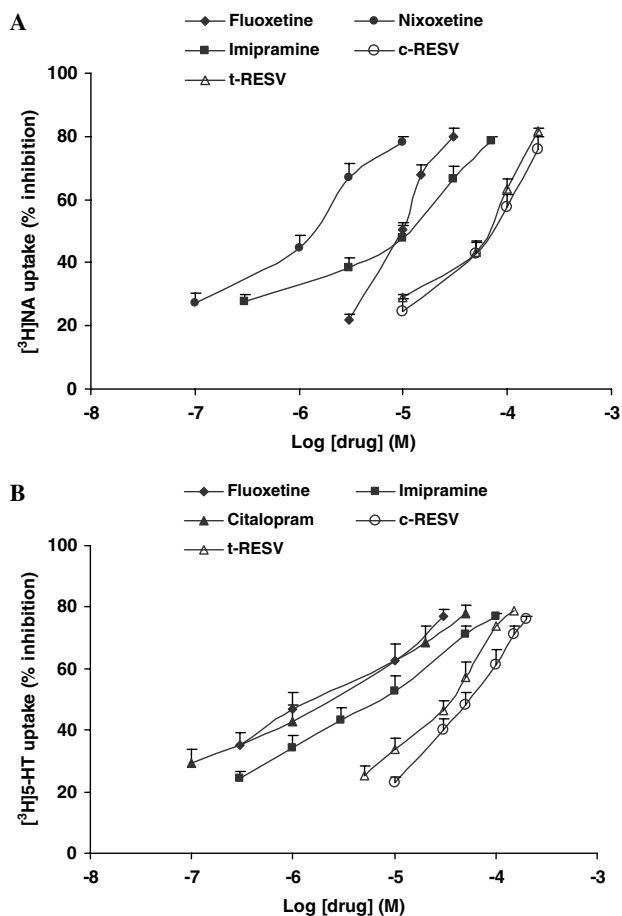 A
Fluoxetine Nixoxetine
Imipramine c-RESV
t-RESV
100
80
60
40
20
0
[³H]NA uptake (% inhibition)
-8 -7 -6 -5 -4 -3
Log [drug] (M)
B
Fluoxetine Imipramine
Citalopram c-RESV
t-RESV
100
80
60
40
20
0
[³H]5-HT uptake (% inhibition)
-8 -7 -6 -5 -4 -3
Log [drug] (M)